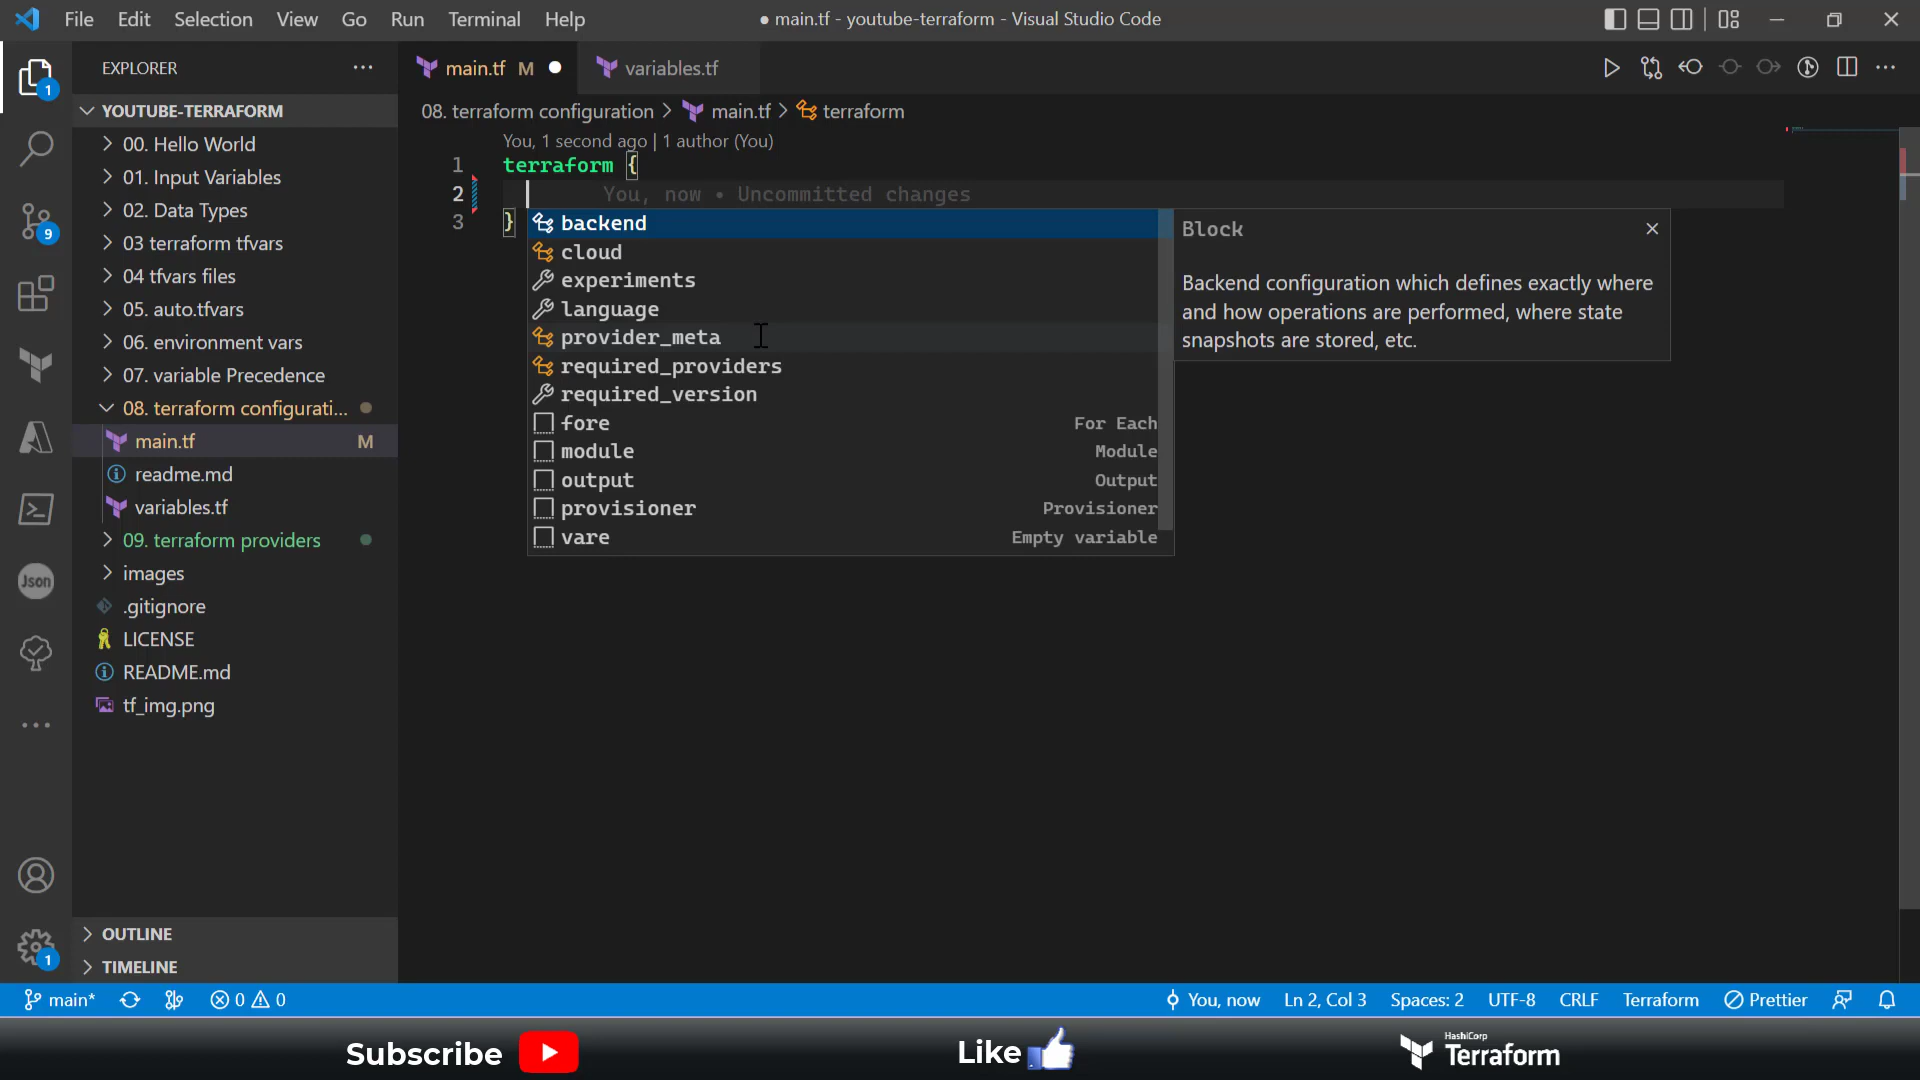 File Edit Selection View Go Run Terminal Help
● main.tf - youtube-terraform - Visual Studio Code
EXPLORER
YOUTUBE-TERRAFORM
00. Hello World
01. Input Variables
02. Data Types
03 terraform tfvars
04 tfvars files
05. auto.tfvars
06. environment vars
07. variable Precedence
08. terraform configurati...
main.tf M
readme.md
variables.tf
09. terraform providers
images
.gitignore
LICENSE
README.md
tf_img.png
OUTLINE
TIMELINE
1
9
Json
1
main.tf M
variables.tf
08. terraform configuration > main.tf > terraform
You, 1 second ago | 1 author (You)
1 terraform {
2 You, now • Uncommitted changes
3 }
backend
cloud
experiments
language
provider_meta
required_providers
required_version
fore For Each
module Module
output Output
provisioner Provisioner
vare Empty variable
Block
Backend configuration which defines exactly where
and how operations are performed, where state
snapshots are stored, etc.
main* 0 0 You, now Ln 2, Col 3 Spaces: 2 UTF-8 CRLF Terraform Prettier
Subscribe
Like
HashiCorp
Terraform